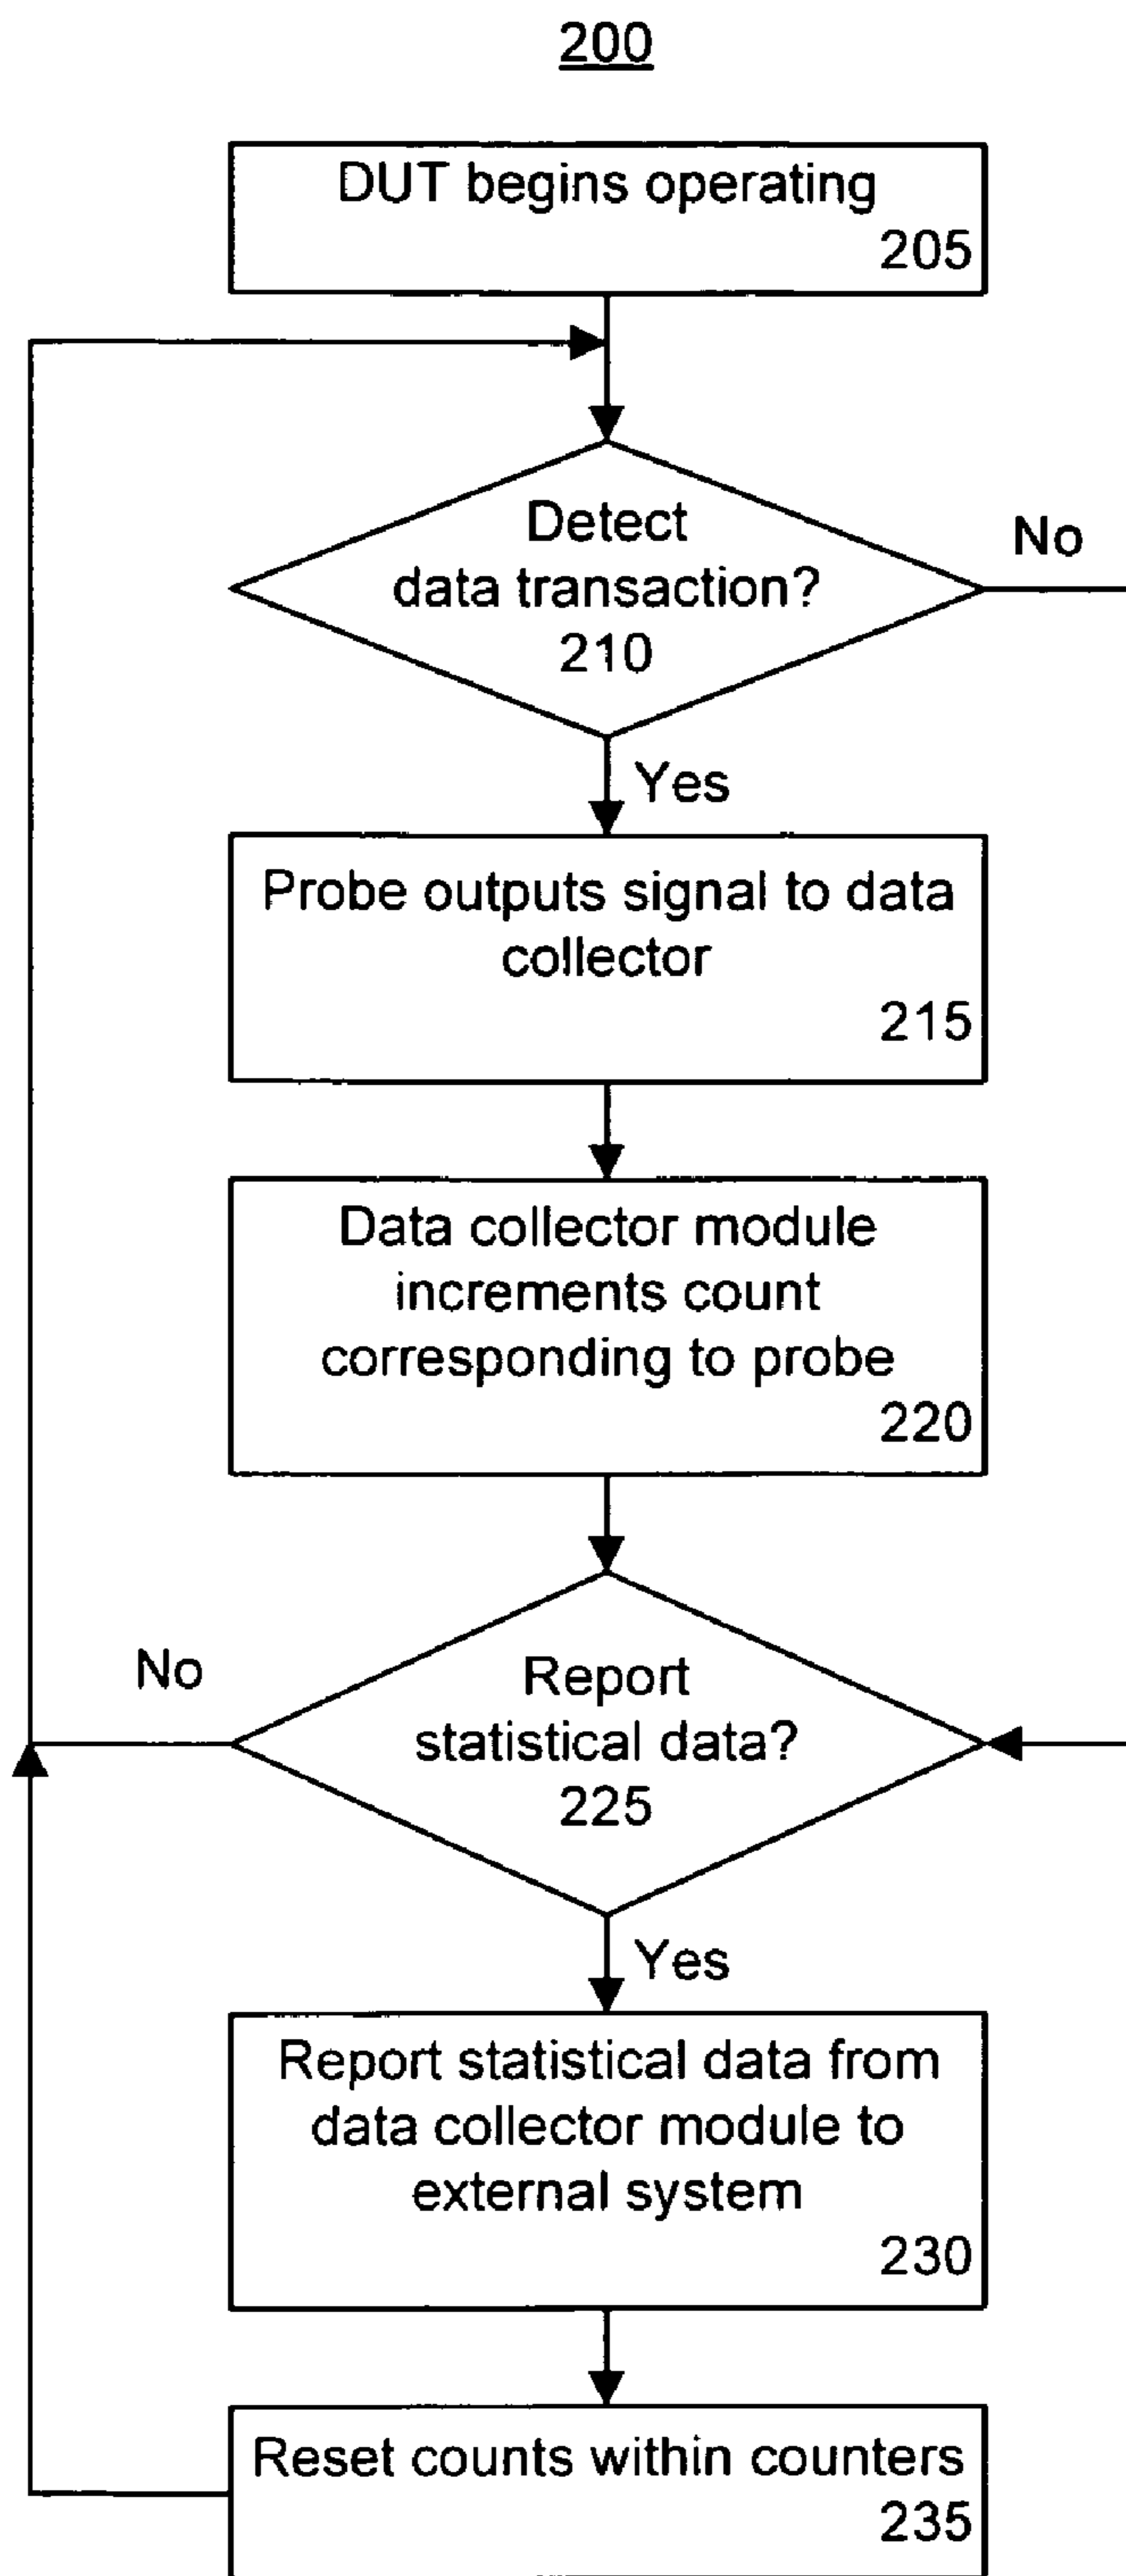 200
DUT begins operating
205
Detect
data transaction?
210
No
Yes
Probe outputs signal to data
collector
215
Data collector module
increments count
corresponding to probe
220
No
Report
statistical data?
225
Yes
Report statistical data from
data collector module to
external system
230
Reset counts within counters
235